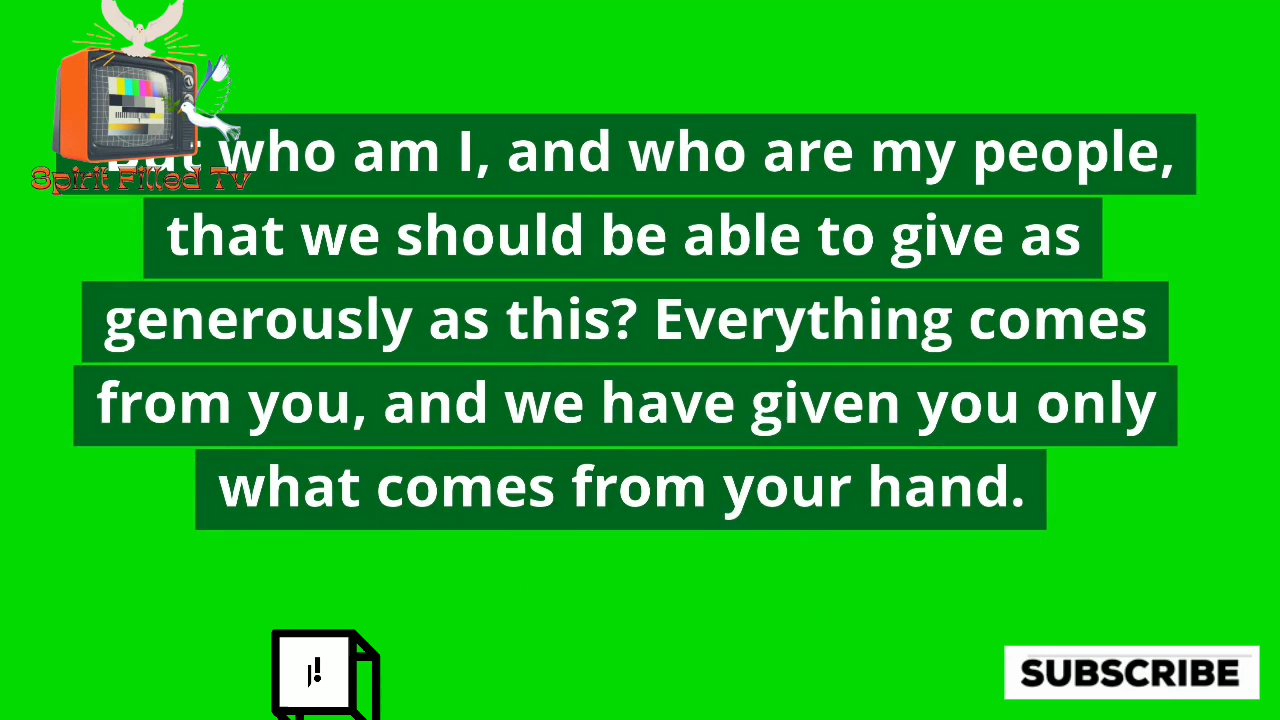 But who am I, and who are my people,
that we should be able to give as
generously as this? Everything comes
from you, and we have given you only
what comes from your hand.
Spirit Filled TV
SUBSCRIBE